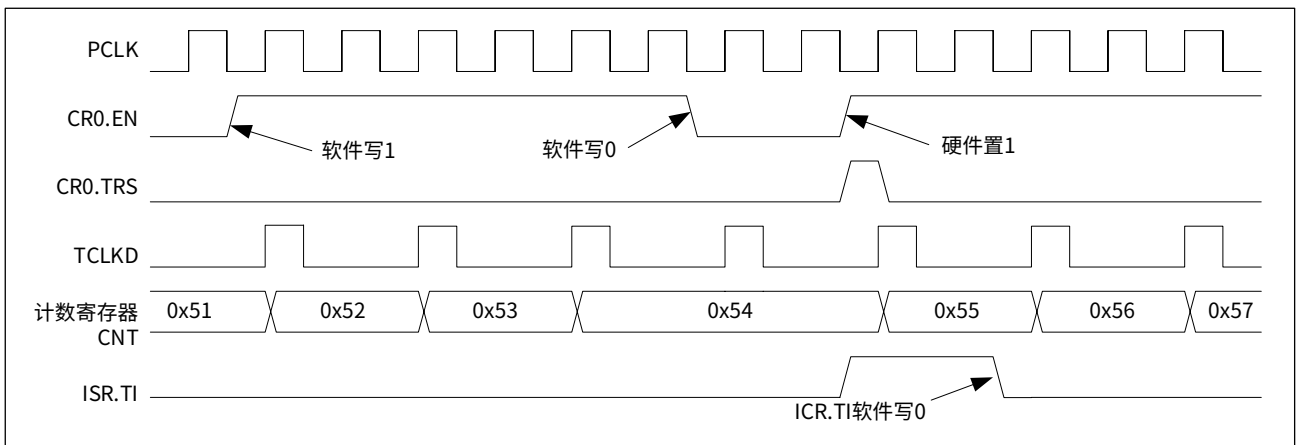 PCLK
CR0.EN
软件写1
软件写0
硬件置1
CR0.TRS
TCLKD
计数寄存器
CNT
0x51
0x52
0x53
0x54
0x55
0x56
0x57
ISR.TI
ICR.TI软件写0